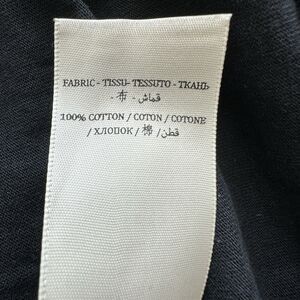 FABRIC - TISSU - TESSUTO - ТКАНЬ
- 布 - قماش -
100% COTTON / COTON / COTONE
/ ХЛОПОК / 棉 / قطن/